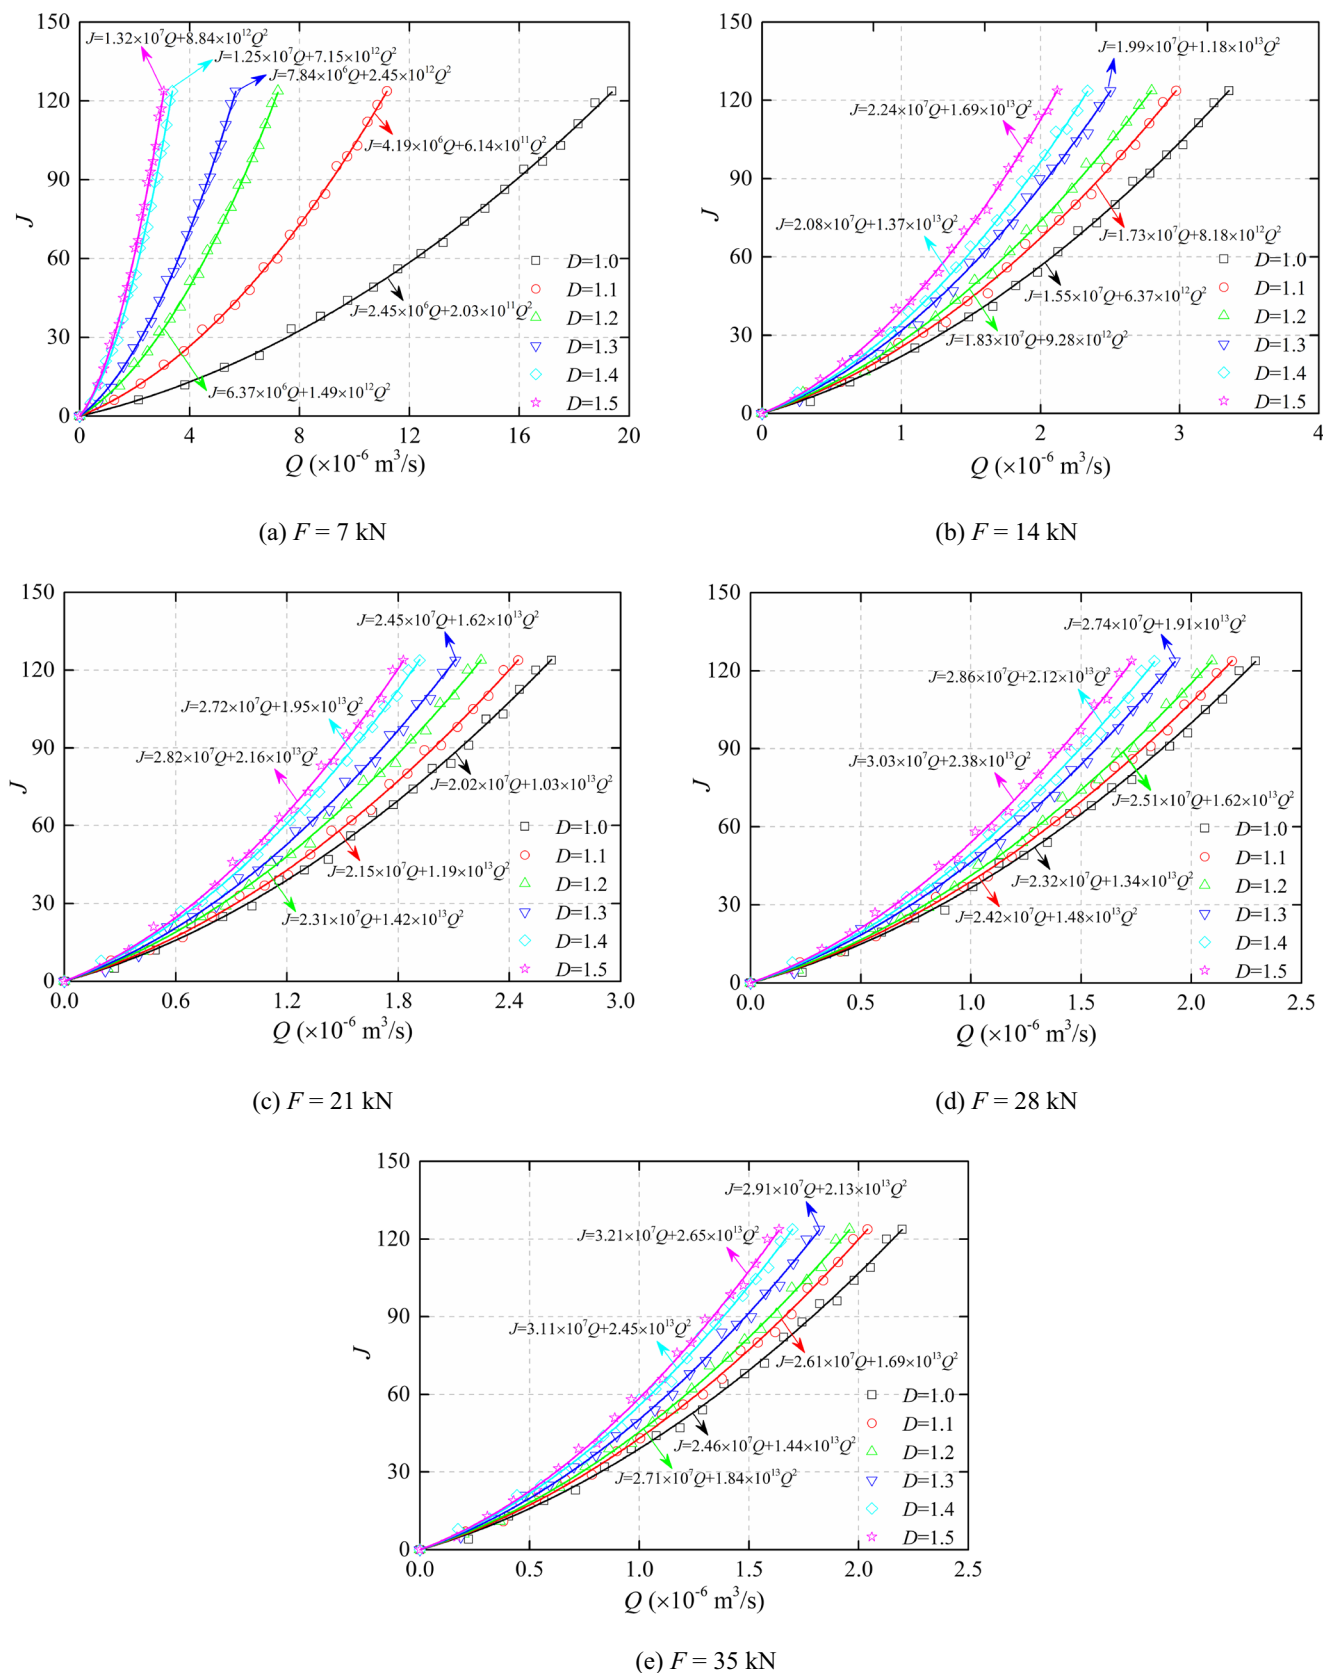 150
120
90
60
30
0
J
J=1.32×10⁷Q+8.84×10¹²Q²
J=1.25×10⁷Q+7.15×10¹²Q²
J=7.84×10⁶Q+2.45×10¹²Q²
J=4.19×10⁶Q+6.14×10¹¹Q²
J=2.45×10⁶Q+2.03×10¹¹Q²
J=6.37×10⁶Q+1.49×10¹²Q²
D=1.0
D=1.1
D=1.2
D=1.3
D=1.4
D=1.5
0 4 8 12 16 20
Q (×10⁻⁶ m³/s)
(a) F = 7 kN
150
120
90
60
30
0
J
J=1.99×10⁷Q+1.18×10¹³Q²
J=2.24×10⁷Q+1.69×10¹³Q²
J=2.08×10⁷Q+1.37×10¹³Q²
J=1.73×10⁷Q+8.18×10¹²Q²
J=1.55×10⁷Q+6.37×10¹²Q²
J=1.83×10⁷Q+9.28×10¹²Q²
D=1.0
D=1.1
D=1.2
D=1.3
D=1.4
D=1.5
0 1 2 3 4
Q (×10⁻⁶ m³/s)
(b) F = 14 kN
150
120
90
60
30
0
J
J=2.45×10⁷Q+1.62×10¹³Q²
J=2.72×10⁷Q+1.95×10¹³Q²
J=2.82×10⁷Q+2.16×10¹³Q²
J=2.02×10⁷Q+1.03×10¹³Q²
J=2.15×10⁷Q+1.19×10¹³Q²
J=2.31×10⁷Q+1.42×10¹³Q²
D=1.0
D=1.1
D=1.2
D=1.3
D=1.4
D=1.5
0.0 0.6 1.2 1.8 2.4 3.0
Q (×10⁻⁶ m³/s)
(c) F = 21 kN
150
120
90
60
30
0
J
J=2.74×10⁷Q+1.91×10¹³Q²
J=2.86×10⁷Q+2.12×10¹³Q²
J=3.03×10⁷Q+2.38×10¹³Q²
J=2.51×10⁷Q+1.62×10¹³Q²
J=2.32×10⁷Q+1.34×10¹³Q²
J=2.42×10⁷Q+1.48×10¹³Q²
D=1.0
D=1.1
D=1.2
D=1.3
D=1.4
D=1.5
0.0 0.5 1.0 1.5 2.0 2.5
Q (×10⁻⁶ m³/s)
(d) F = 28 kN
150
120
90
60
30
0
J
J=2.91×10⁷Q+2.13×10¹³Q²
J=3.21×10⁷Q+2.65×10¹³Q²
J=3.11×10⁷Q+2.45×10¹³Q²
J=2.61×10⁷Q+1.69×10¹³Q²
J=2.46×10⁷Q+1.44×10¹³Q²
J=2.71×10⁷Q+1.84×10¹³Q²
D=1.0
D=1.1
D=1.2
D=1.3
D=1.4
D=1.5
0.0 0.5 1.0 1.5 2.0 2.5
Q (×10⁻⁶ m³/s)
(e) F = 35 kN